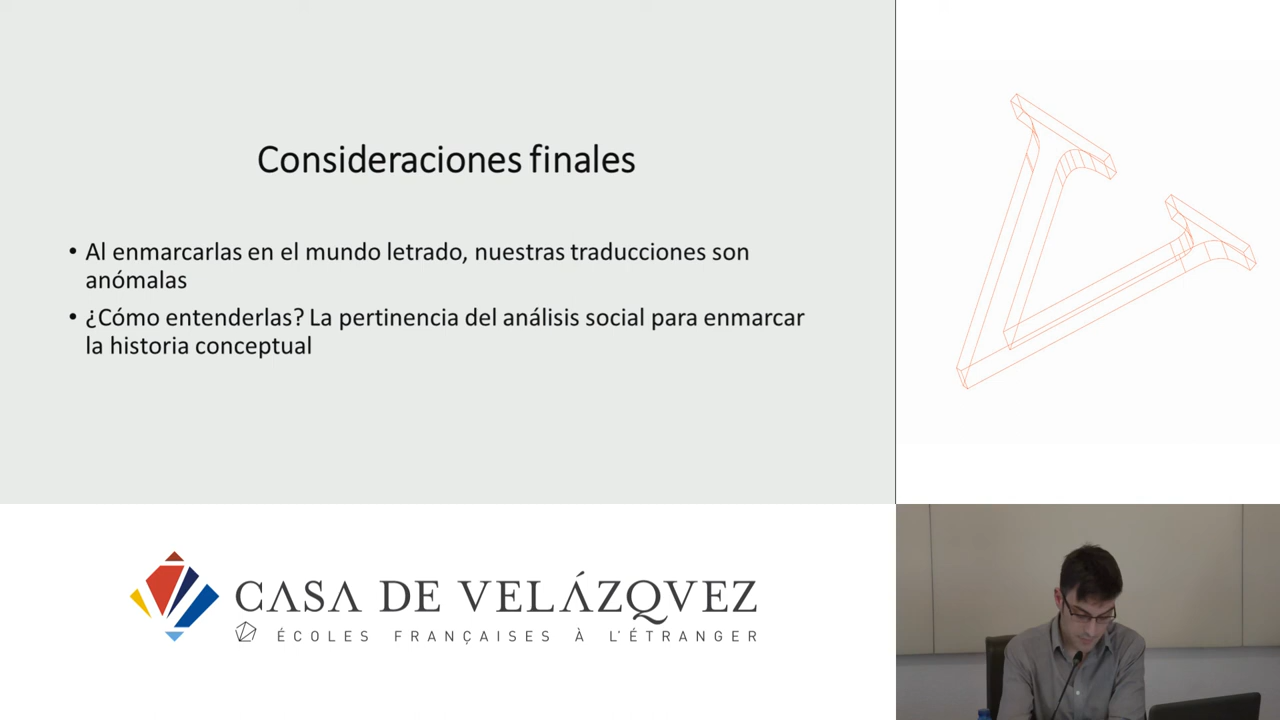 Consideraciones finales
• Al enmarcarlas en el mundo letrado, nuestras traducciones son
anómalas
• ¿Cómo entenderlas? La pertinencia del análisis social para enmarcar
la historia conceptual
CASA DE VELÁZQVEZ
ÉCOLES FRANÇAISES À L'ÉTRANGER